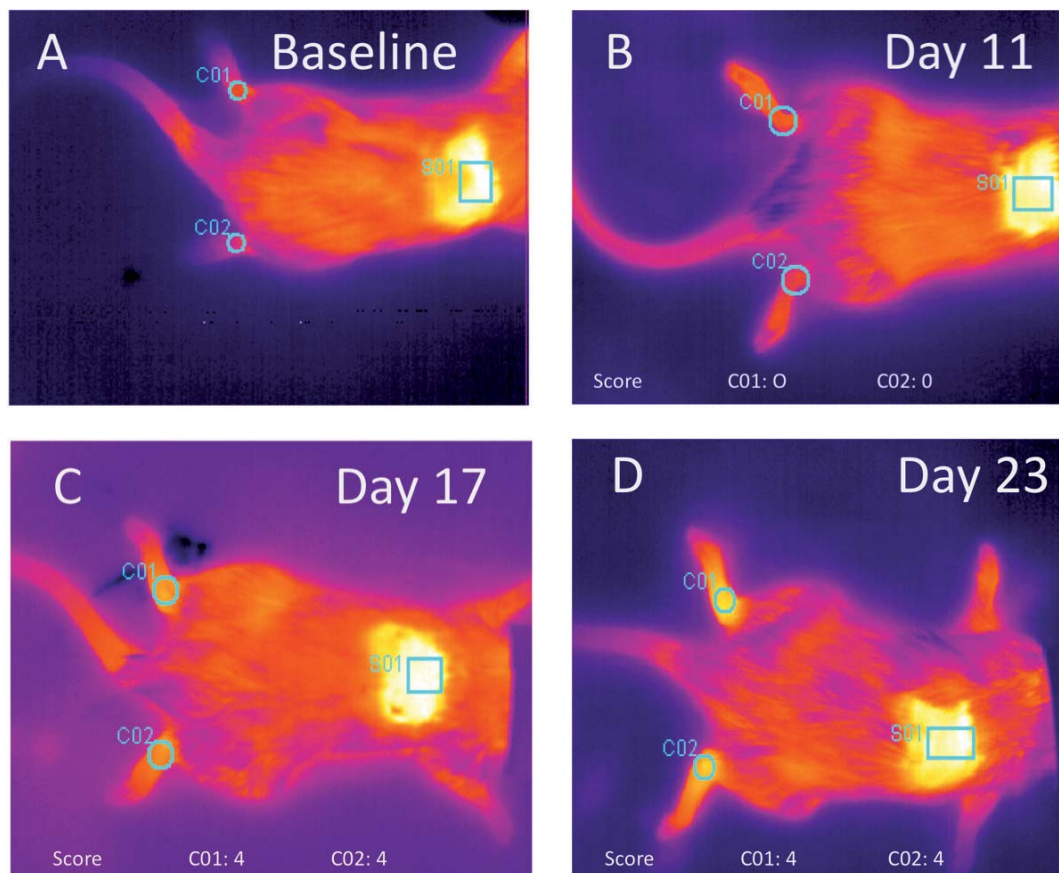 A Baseline
C01
S01
C02
B Day 11
C01
S01
C02
Score C01: O C02: 0
C Day 17
C01
S01
C02
Score C01: 4 C02: 4
D Day 23
C01
S01
C02
Score C01: 4 C02: 4